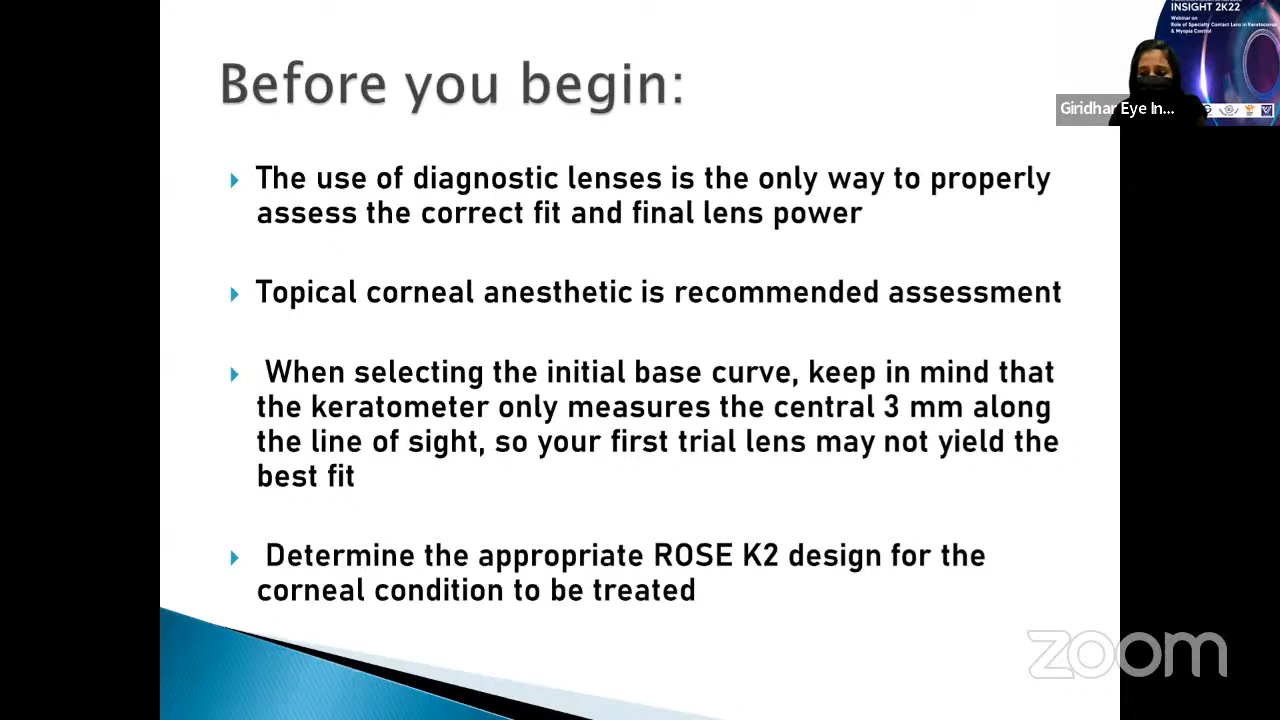 Before you begin:
The use of diagnostic lenses is the only way to properly
assess the correct fit and final lens power
Topical corneal anesthetic is recommended assessment
When selecting the initial base curve, keep in mind that
the keratometer only measures the central 3 mm along
the line of sight, so your first trial lens may not yield the
best fit
Determine the appropriate ROSE K2 design for the
corneal condition to be treated
INSIGHT 2K22
Webinar on
Role of Specialty Contact Lens in Keratoconus
& Myopia Control
Giridhar Eye In...
zoom